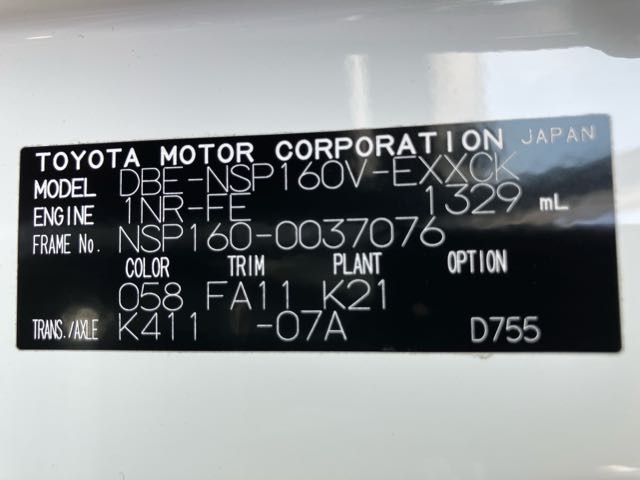 TOYOTA MOTOR CORPORATION JAPAN
MODEL DBE-NSP160V-EXXCK
ENGINE 1NR-FE 1329 mL
FRAME No. NSP160-0037076
COLOR TRIM PLANT OPTION
058 FA11 K21
TRANS./AXLE K411 -07A D755